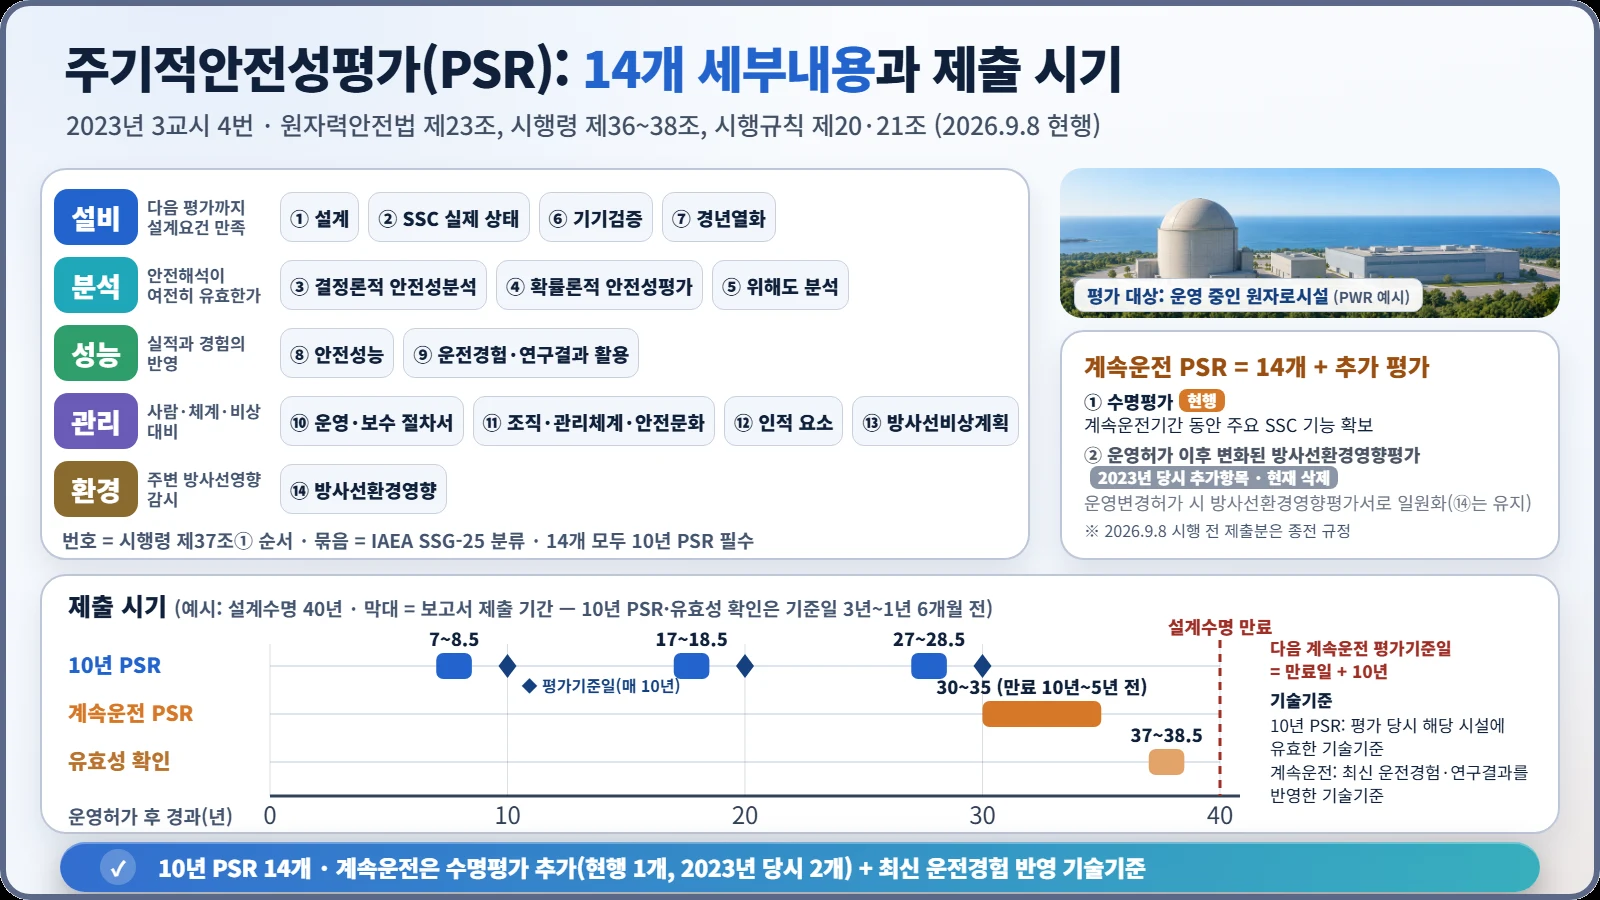 주기적안전성평가(PSR): 14개 세부내용과 제출 시기
2023년 3교시 4번 · 원자력안전법 제23조, 시행령 제36~38조, 시행규칙 제20·21조 (2026.9.8 현행)
설비
다음 평가까지
설계요건 만족
① 설계
② SSC 실제 상태
⑥ 기기검증
⑦ 경년열화
분석
안전해석이
여전히 유효한가
③ 결정론적 안전성분석
④ 확률론적 안전성평가
⑤ 위해도 분석
성능
실적과 경험의
반영
⑧ 안전성능
⑨ 운전경험·연구결과 활용
관리
사람·체계·비상
대비
⑩ 운영·보수 절차서
⑪ 조직·관리체계·안전문화
⑫ 인적 요소
⑬ 방사선비상계획
환경
주변 방사선영향
감시
⑭ 방사선환경영향
번호 = 시행령 제37조① 순서 · 묶음 = IAEA SSG-25 분류 · 14개 모두 10년 PSR 필수
평가 대상: 운영 중인 원자로시설 (PWR 예시)
계속운전 PSR = 14개 + 추가 평가
① 수명평가 현행
계속운전기간 동안 주요 SSC 기능 확보
② 운영허가 이후 변화된 방사선환경영향평가
2023년 당시 추가항목 · 현재 삭제
운영변경허가 시 방사선환경영향평가서로 일원화(⑭는 유지)
※ 2026.9.8 시행 전 제출분은 종전 규정
제출 시기 (예시: 설계수명 40년 · 막대 = 보고서 제출 기간 — 10년 PSR·유효성 확인은 기준일 3년~1년 6개월 전)
설계수명 만료
7~8.5
17~18.5
27~28.5
10년 PSR
◆ 평가기준일(매 10년)
30~35 (만료 10년~5년 전)
계속운전 PSR
37~38.5
유효성 확인
운영허가 후 경과(년)
0
10
20
30
40
다음 계속운전 평가기준일
= 만료일 + 10년
기술기준
10년 PSR: 평가 당시 해당 시설에
유효한 기술기준
계속운전: 최신 운전경험·연구결과를
반영한 기술기준
✓ 10년 PSR 14개 · 계속운전은 수명평가 추가(현행 1개, 2023년 당시 2개) + 최신 운전경험 반영 기술기준